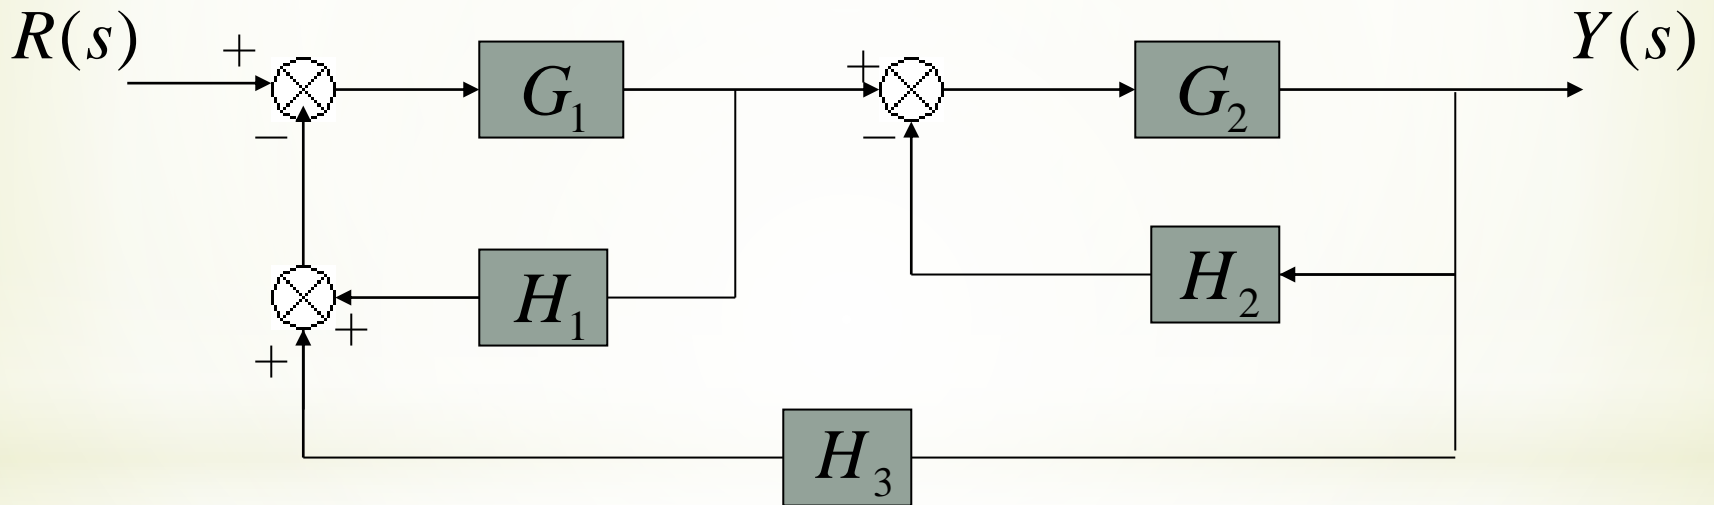 R(s) + G₁ + G₂ Y(s)
− −
H₁ H₂
+ +
H₃